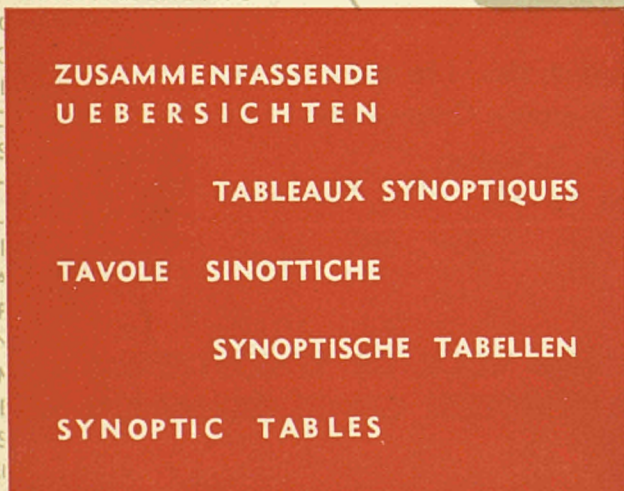 ZUSAMMENFASSENDE
UEBERSICHTEN
TABLEAUX SYNOPTIQUES
TAVOLE SINOTTICHE
SYNOPTISCHE TABELLEN
SYNOPTIC TABLES